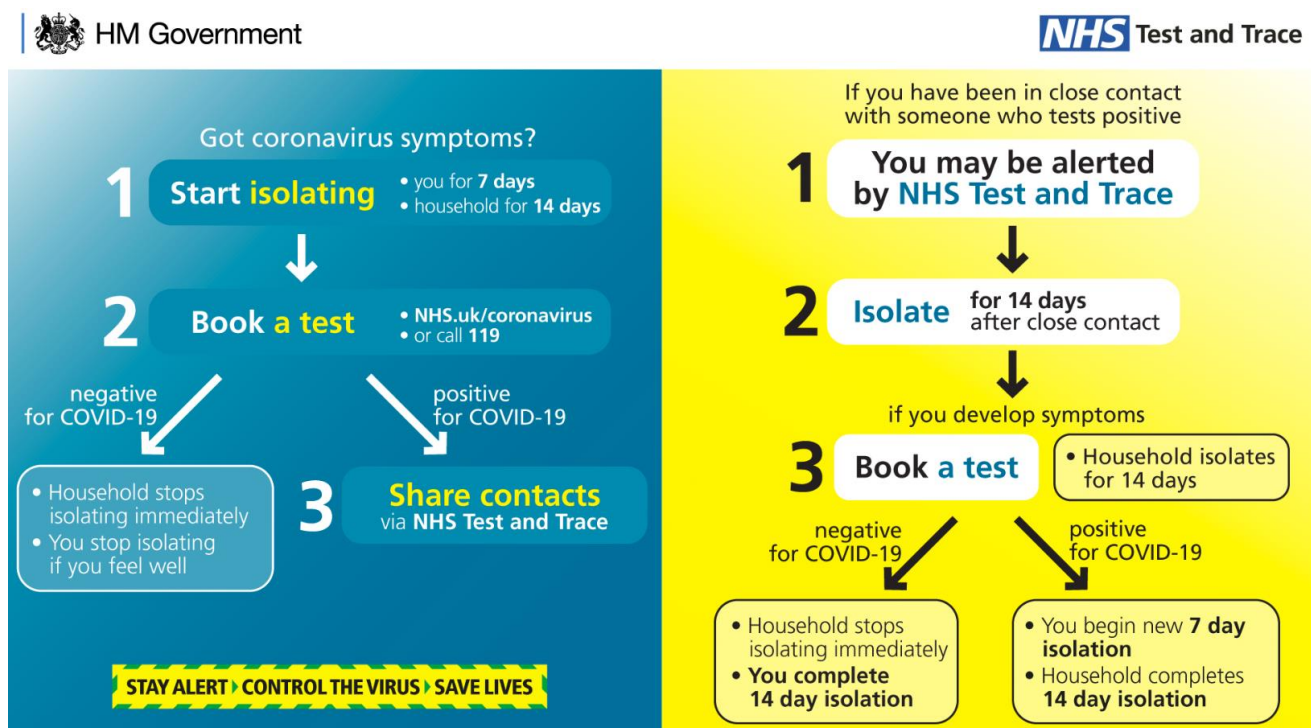 HM Government
NHS Test and Trace
Got coronavirus symptoms?
1
Start isolating
• you for 7 days
• household for 14 days
2
Book a test
• NHS.uk/coronavirus
• or call 119
negative
for COVID-19
positive
for COVID-19
• Household stops
isolating immediately
• You stop isolating
if you feel well
3
Share contacts
via NHS Test and Trace
STAY ALERT CONTROL THE VIRUS SAVE LIVES
If you have been in close contact
with someone who tests positive
1
You may be alerted
by NHS Test and Trace
2
Isolate
for 14 days
after close contact
if you develop symptoms
3
Book a test
• Household isolates
for 14 days
negative
for COVID-19
positive
for COVID-19
• Household stops
isolating immediately
• You complete
14 day isolation
• You begin new 7 day
isolation
• Household completes
14 day isolation